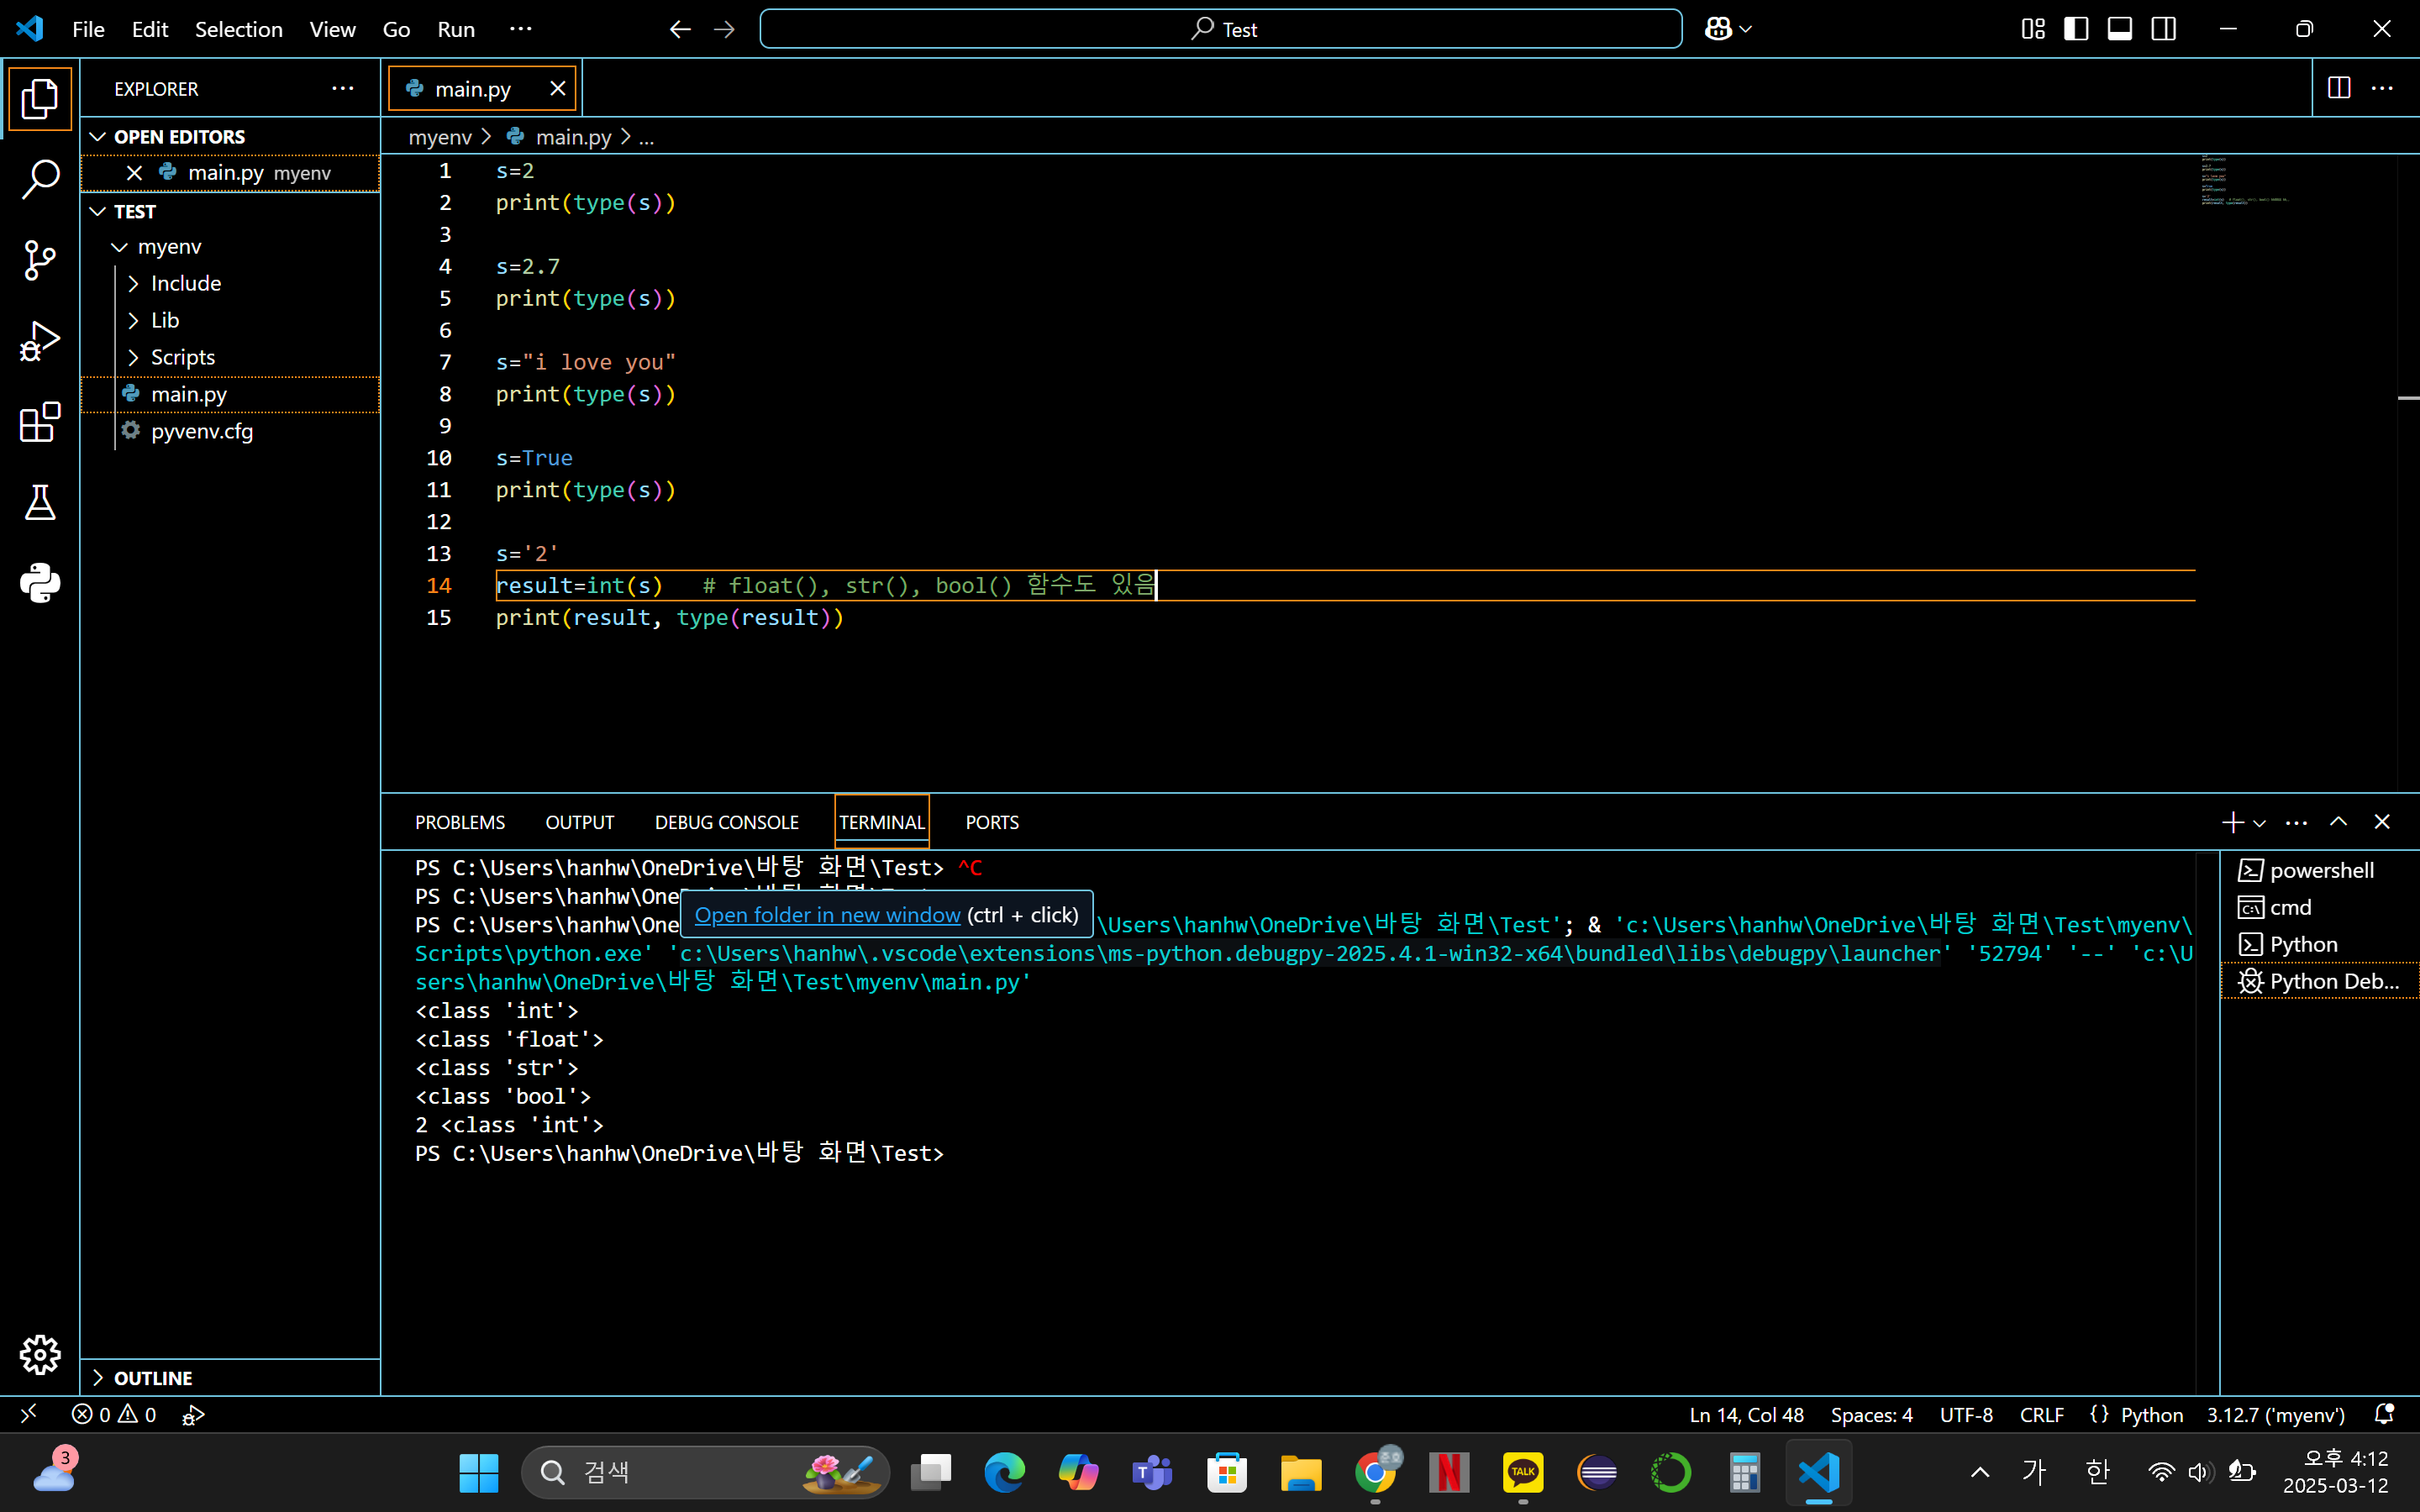 File Edit Selection View Go Run ···
Test
EXPLORER
OPEN EDITORS
main.py myenv
TEST
myenv
Include
Lib
Scripts
main.py
pyvenv.cfg
OUTLINE
main.py
myenv > main.py > ...
1 s=2
2 print(type(s))
3
4 s=2.7
5 print(type(s))
6
7 s="i love you"
8 print(type(s))
9
10 s=True
11 print(type(s))
12
13 s='2'
14 result=int(s)   # float(), str(), bool() 함수도 있음
15 print(result, type(result))
PROBLEMS OUTPUT DEBUG CONSOLE TERMINAL PORTS
PS C:\Users\hanhw\OneDrive\바탕 화면\Test> ^C
PS C:\Users\hanhw\One
Open folder in new window (ctrl + click)
PS C:\Users\hanhw\One \Users\hanhw\OneDrive\바탕 화면\Test'; & 'c:\Users\hanhw\OneDrive\바탕 화면\Test\myenv\
Scripts\python.exe' 'c:\Users\hanhw\.vscode\extensions\ms-python.debugpy-2025.4.1-win32-x64\bundled\libs\debugpy\launcher' '52794' '--' 'c:\U
sers\hanhw\OneDrive\바탕 화면\Test\myenv\main.py'
<class 'int'>
<class 'float'>
<class 'str'>
<class 'bool'>
2 <class 'int'>
PS C:\Users\hanhw\OneDrive\바탕 화면\Test>
powershell
cmd
Python
Python Deb...
0 0
Ln 14, Col 48 Spaces: 4 UTF-8 CRLF {} Python 3.12.7 ('myenv')
3
검색
T
N
TALK
가 한
오후 4:12
2025-03-12